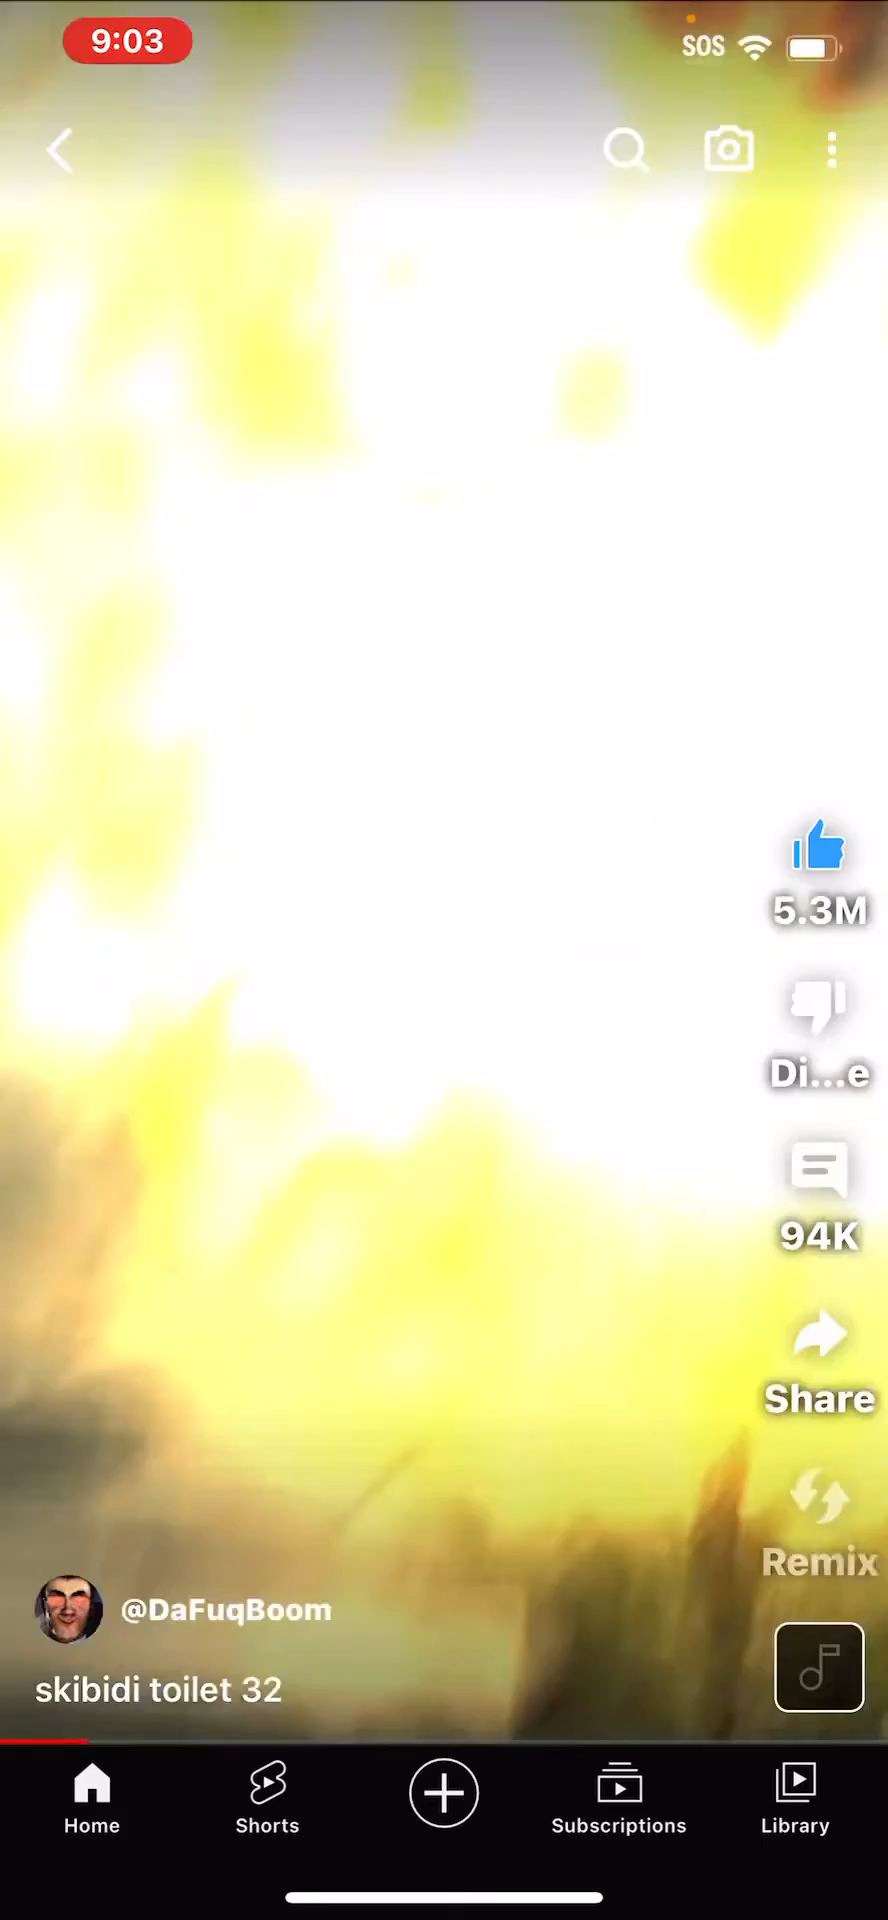 9:03
SOS
5.3M
Di...e
94K
Share
Remix
@DaFuqBoom
skibidi toilet 32
Home
Shorts
Subscriptions
Library